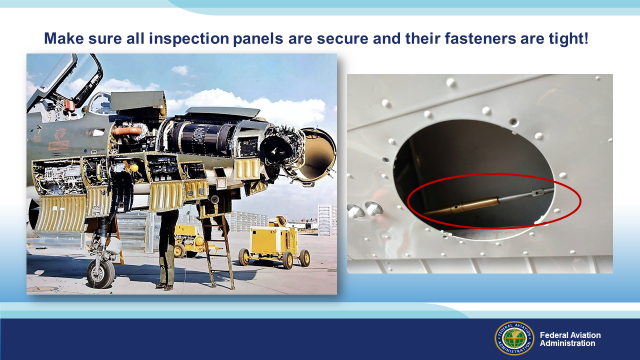 Make sure all inspection panels are secure and their fasteners are tight!
Federal Aviation
Administration